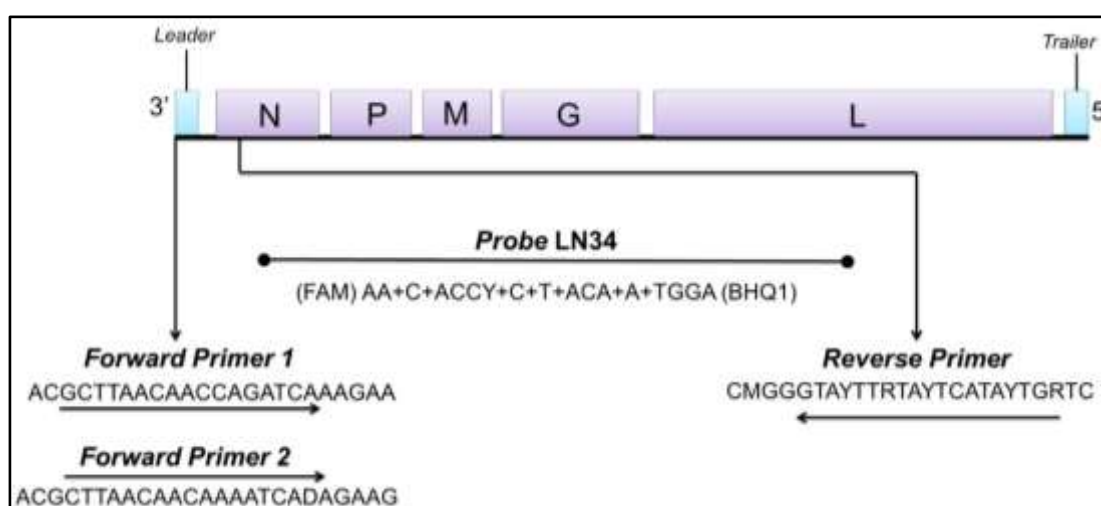 Leader
Trailer
3'
N
P
M
G
L
5
Probe LN34
(FAM) AA+C+ACCY+C+T+ACA+A+TGGA (BHQ1)
Forward Primer 1
Reverse Primer
ACGCTTAACAACCAGATCAAAGAA
CMGGGTAYTTRTAYTCATAYTGRTC
Forward Primer 2
ACGCTTAACAACAAAATCADAGAAG